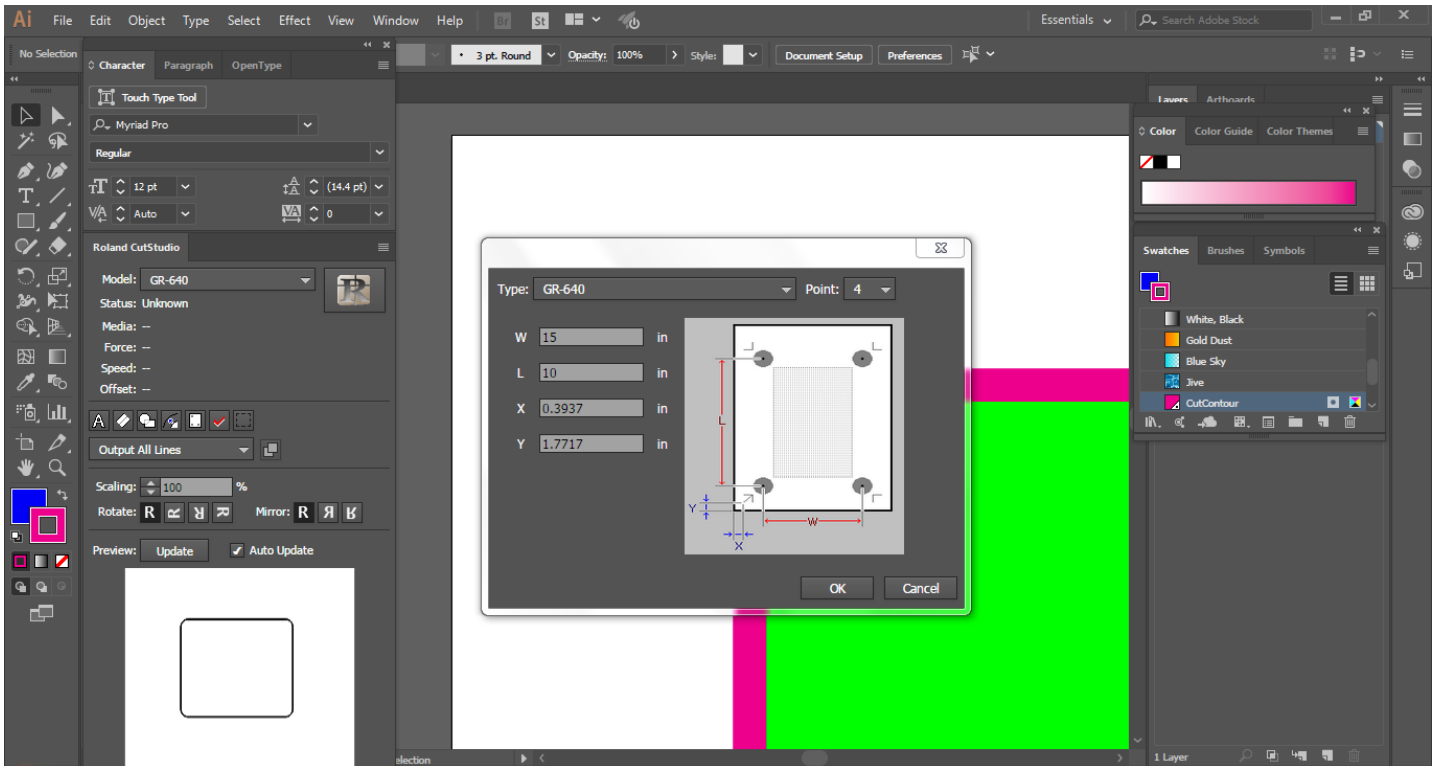 Ai File Edit Object Type Select Effect View Window Help Br St Essentials Search Adobe Stock
No Selection 3 pt. Round Opacity: 100% Style: Document Setup Preferences
Character Paragraph OpenType
Touch Type Tool
Myriad Pro
Regular
12 pt (14.4 pt)
Auto 0
Roland CutStudio
Model: GR-640
Status: Unknown
Media: --
Force: --
Speed: --
Offset: --
Output All Lines
Scaling: 100 %
Rotate: R R R R Mirror: R R R
Preview: Update Auto Update
Type: GR-640 Point: 4
W 15 in
L 10 in
X 0.3937 in
Y 1.7717 in
L
Y
W
X
OK Cancel
Layers Artboards
Color Color Guide Color Themes
Swatches Brushes Symbols
White, Black
Gold Dust
Blue Sky
Jive
CutContour
1 Layer
election